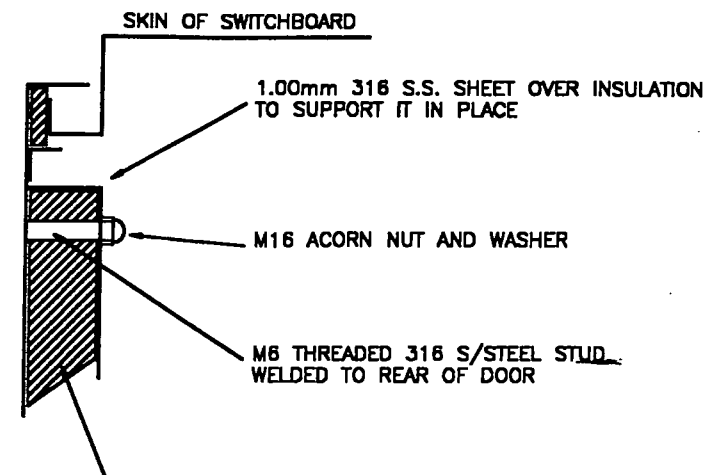 SKIN OF SWITCHBOARD
1.00mm 316 S.S. SHEET OVER INSULATION
TO SUPPORT IT IN PLACE
M16 ACORN NUT AND WASHER
M6 THREADED 316 S/STEEL STUD
WELDED TO REAR OF DOOR